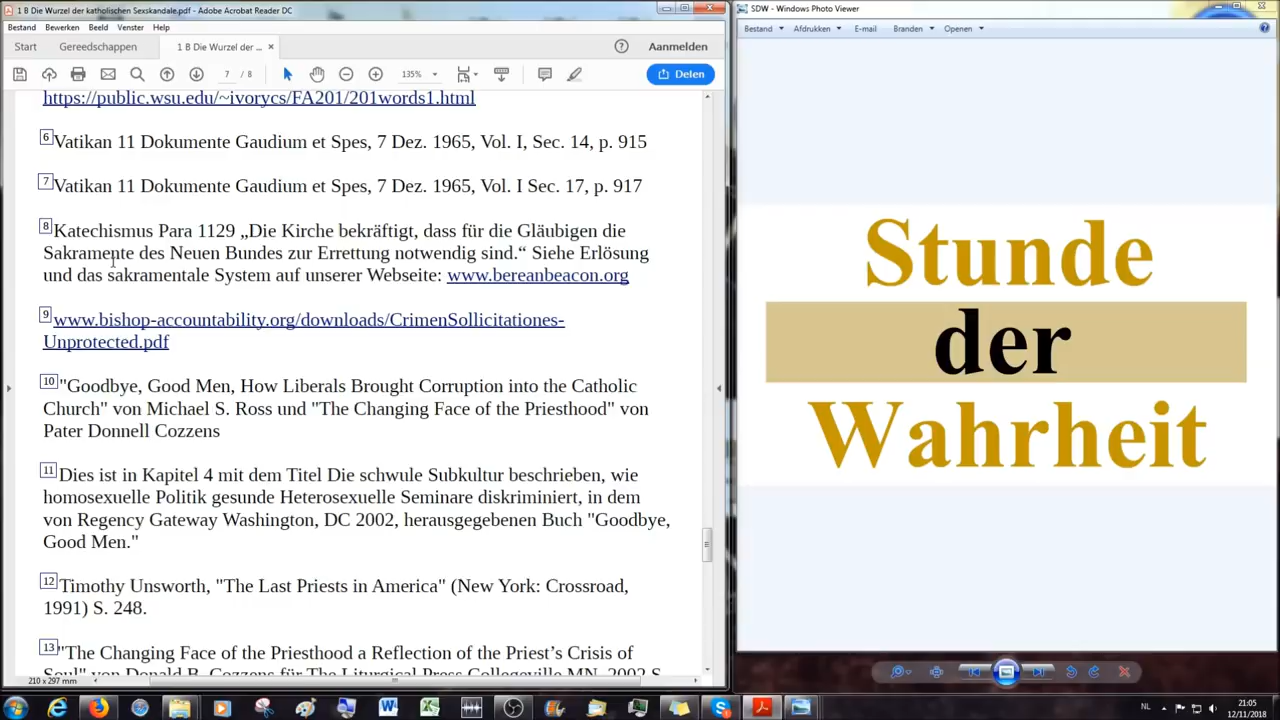 1 B Die Wurzel der katholischen Sexskandale.pdf - Adobe Acrobat Reader DC
Bestand Bewerken Beeld Venster Help
Start Gereedschappen 1 B Die Wurzel der ... × Aanmelden
7 / 8 135% Delen
https://public.wsu.edu/~ivorycs/FA201/201words1.html
6 Vatikan 11 Dokumente Gaudium et Spes, 7 Dez. 1965, Vol. I, Sec. 14, p. 915
7 Vatikan 11 Dokumente Gaudium et Spes, 7 Dez. 1965, Vol. I Sec. 17, p. 917
8 Katechismus Para 1129 „Die Kirche bekräftigt, dass für die Gläubigen die
Sakramente des Neuen Bundes zur Errettung notwendig sind.“ Siehe Erlösung
und das sakramentale System auf unserer Webseite: www.bereanbeacon.org
9 www.bishop-accountability.org/downloads/CrimenSollicitationes-
Unprotected.pdf
10 "Goodbye, Good Men, How Liberals Brought Corruption into the Catholic
Church" von Michael S. Ross und "The Changing Face of the Priesthood" von
Pater Donnell Cozzens
11 Dies ist in Kapitel 4 mit dem Titel Die schwule Subkultur beschrieben, wie
homosexuelle Politik gesunde Heterosexuelle Seminare diskriminiert, in dem
von Regency Gateway Washington, DC 2002, herausgegebenen Buch "Goodbye,
Good Men."
12 Timothy Unsworth, "The Last Priests in America" (New York: Crossroad,
1991) S. 248.
13 "The Changing Face of the Priesthood a Reflection of the Priest’s Crisis of
Soul" von Donald B. Cozzens für The Liturgical Press Collegeville MN, 2002 S
210 x 297 mm
SDW - Windows Photo Viewer
Bestand Afdrukken E-mail Branden Openen
Stunde
der
Wahrheit
NL 21:05
12/11/2018